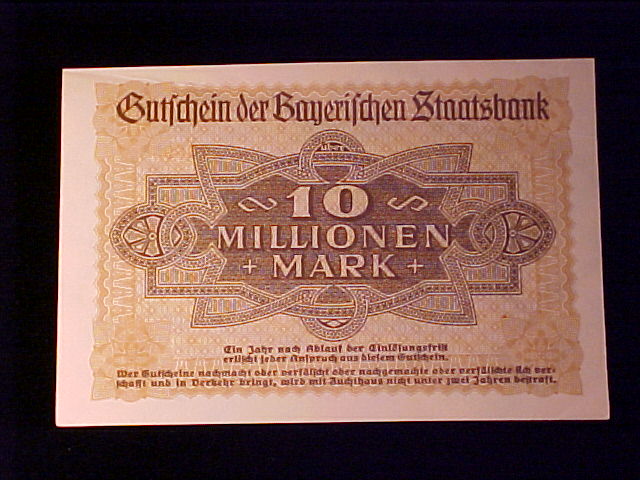 Gutschein der Bayerischen Staatsbank
über
10
MILLIONEN
+ MARK +
Ein Jahr nach Ablauf der Einlösungsfrist
erlischt jeder Anspruch aus diesem Gutschein.
Wer Gutscheine nachmacht oder verfälscht oder nachgemachte oder verfälschte sich ver-
schafft und in Verkehr bringt, wird mit Zuchthaus nicht unter zwei Jahren bestraft.